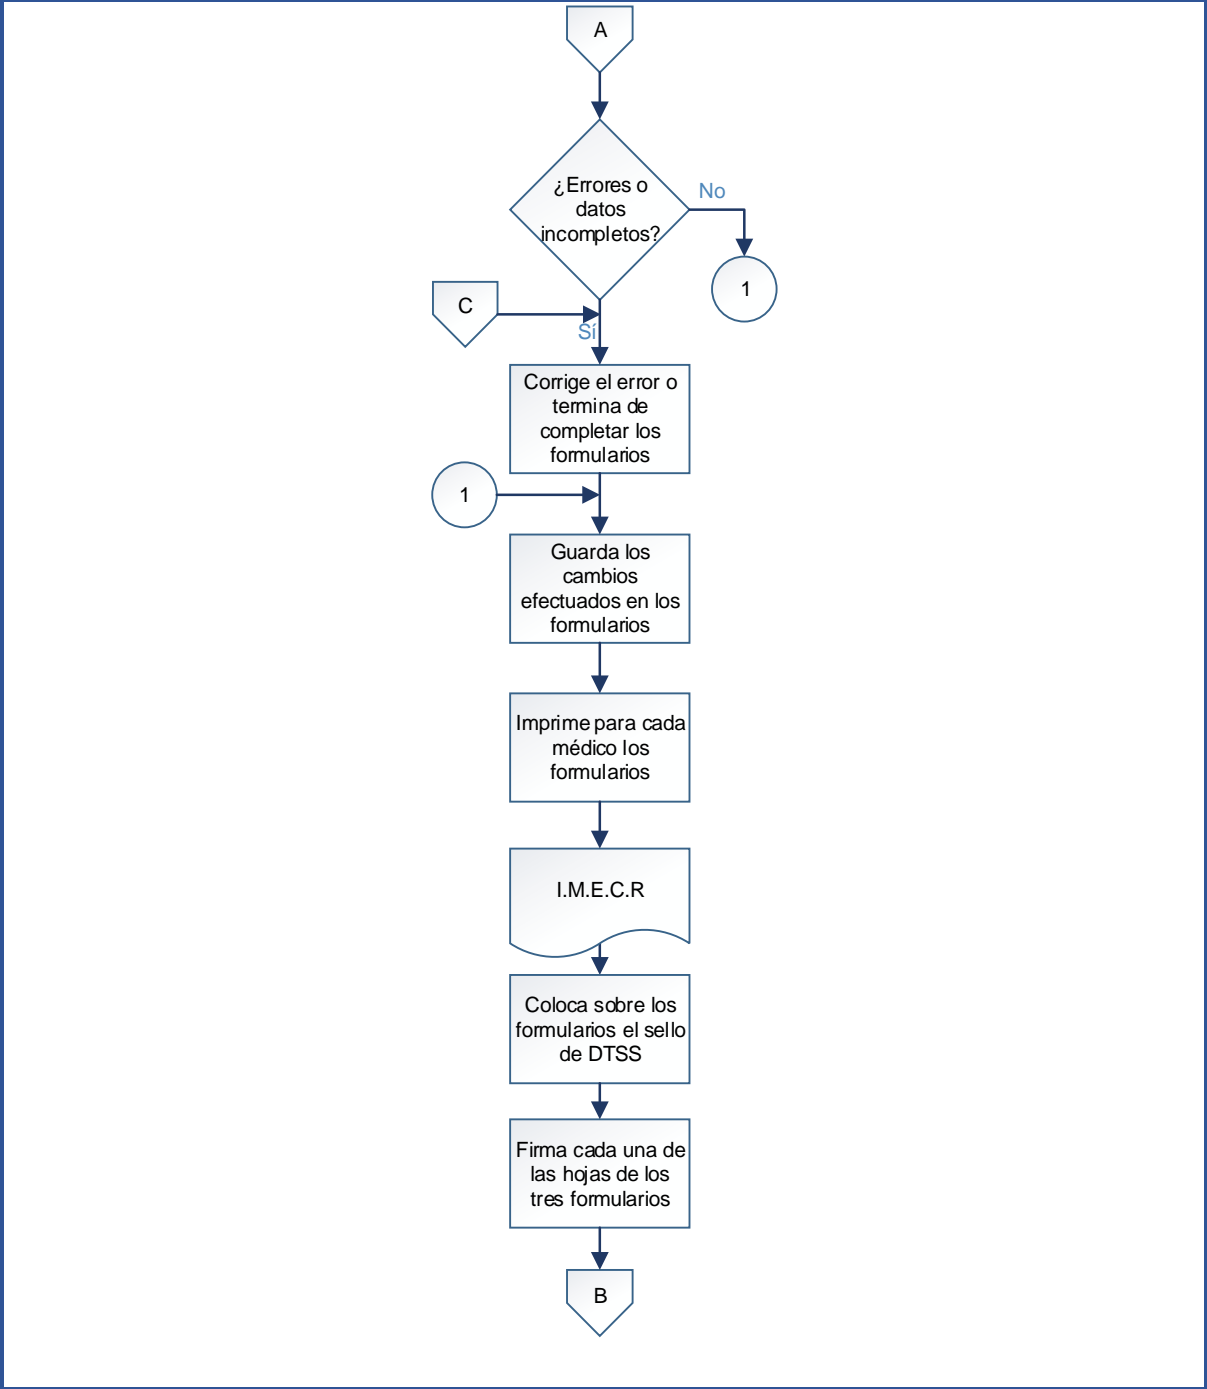 A
¿Errores o
datos
incompletos?
No
1
C
Sí
Corrige el error o
termina de
completar los
formularios
1
Guarda los
cambios
efectuados en los
formularios
Imprime para cada
médico los
formularios
I.M.E.C.R
Coloca sobre los
formularios el sello
de DTSS
Firma cada una de
las hojas de los
tres formularios
B